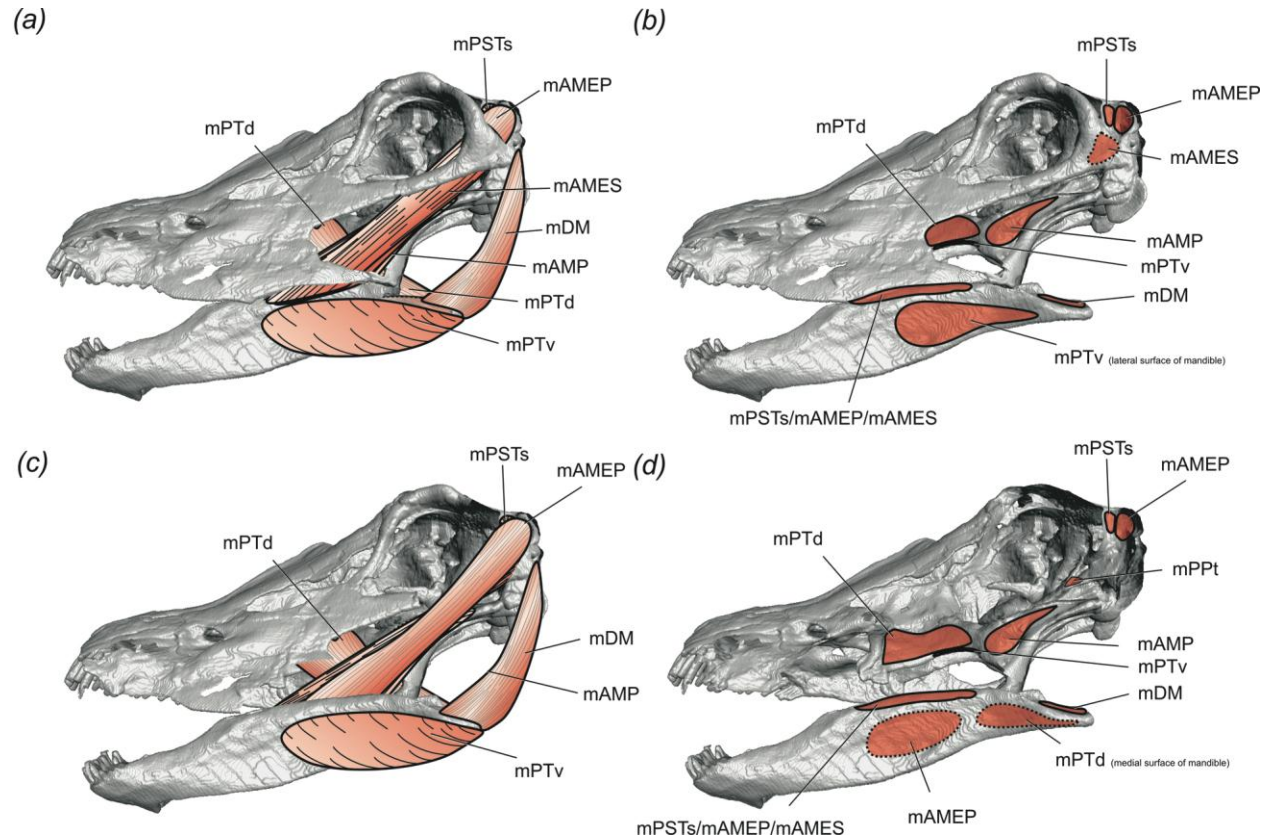 (a)
mPSTs
mAMEP
mPTd
mAMES
mDM
mAMP
mPTd
mPTv
(b)
mPSTs
mAMEP
mPTd
mAMES
mAMP
mPTv
mDM
mPTv (lateral surface of mandible)
mPSTs/mAMEP/mAMES
(c)
mPSTs
mAMEP
mPTd
mDM
mAMP
mPTv
(d)
mPSTs
mAMEP
mPTd
mPPt
mAMP
mPTv
mDM
mPTd (medial surface of mandible)
mAMEP
mPSTs/mAMEP/mAMES